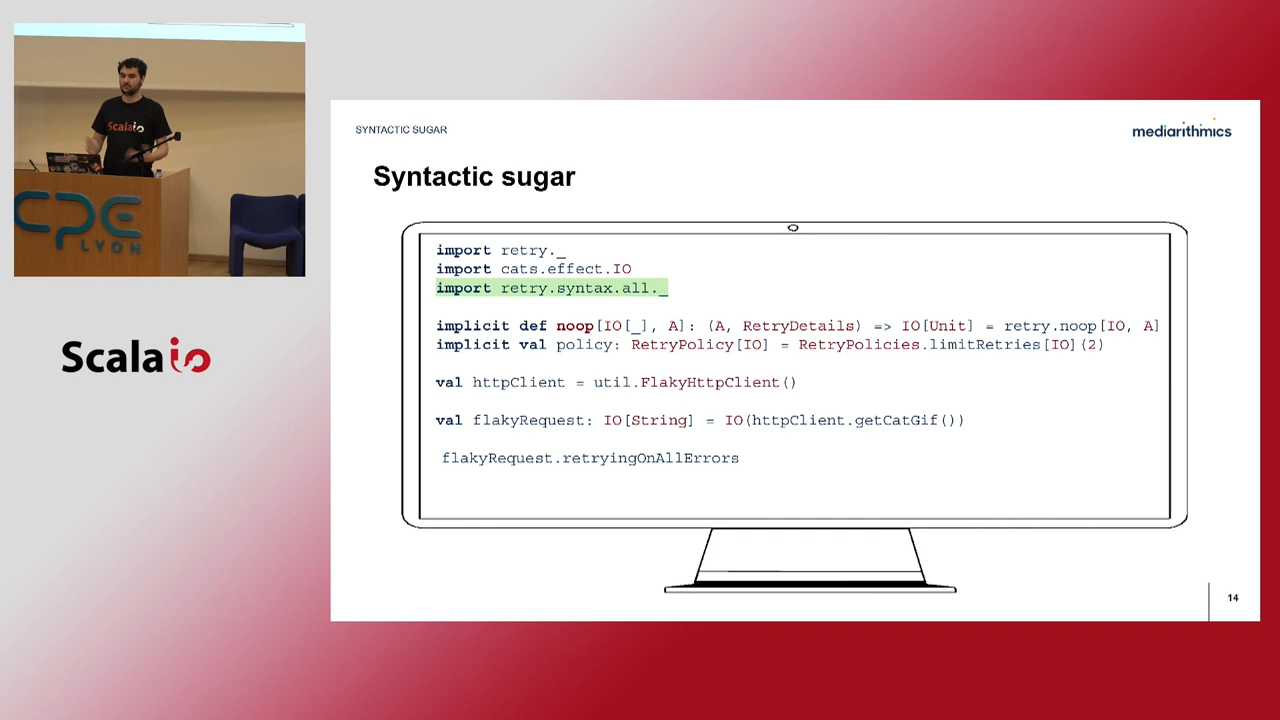 Scalaio
CPE
LYON
Scalaio
SYNTACTIC SUGAR
mediarithmics
Syntactic sugar
import retry._
import cats.effect.IO
import retry.syntax.all._
implicit def noop[IO[_], A]: (A, RetryDetails) => IO[Unit] = retry.noop[IO, A]
implicit val policy: RetryPolicy[IO] = RetryPolicies.limitRetries[IO](2)
val httpClient = util.FlakyHttpClient()
val flakyRequest: IO[String] = IO(httpClient.getCatGif())
flakyRequest.retryingOnAllErrors
14